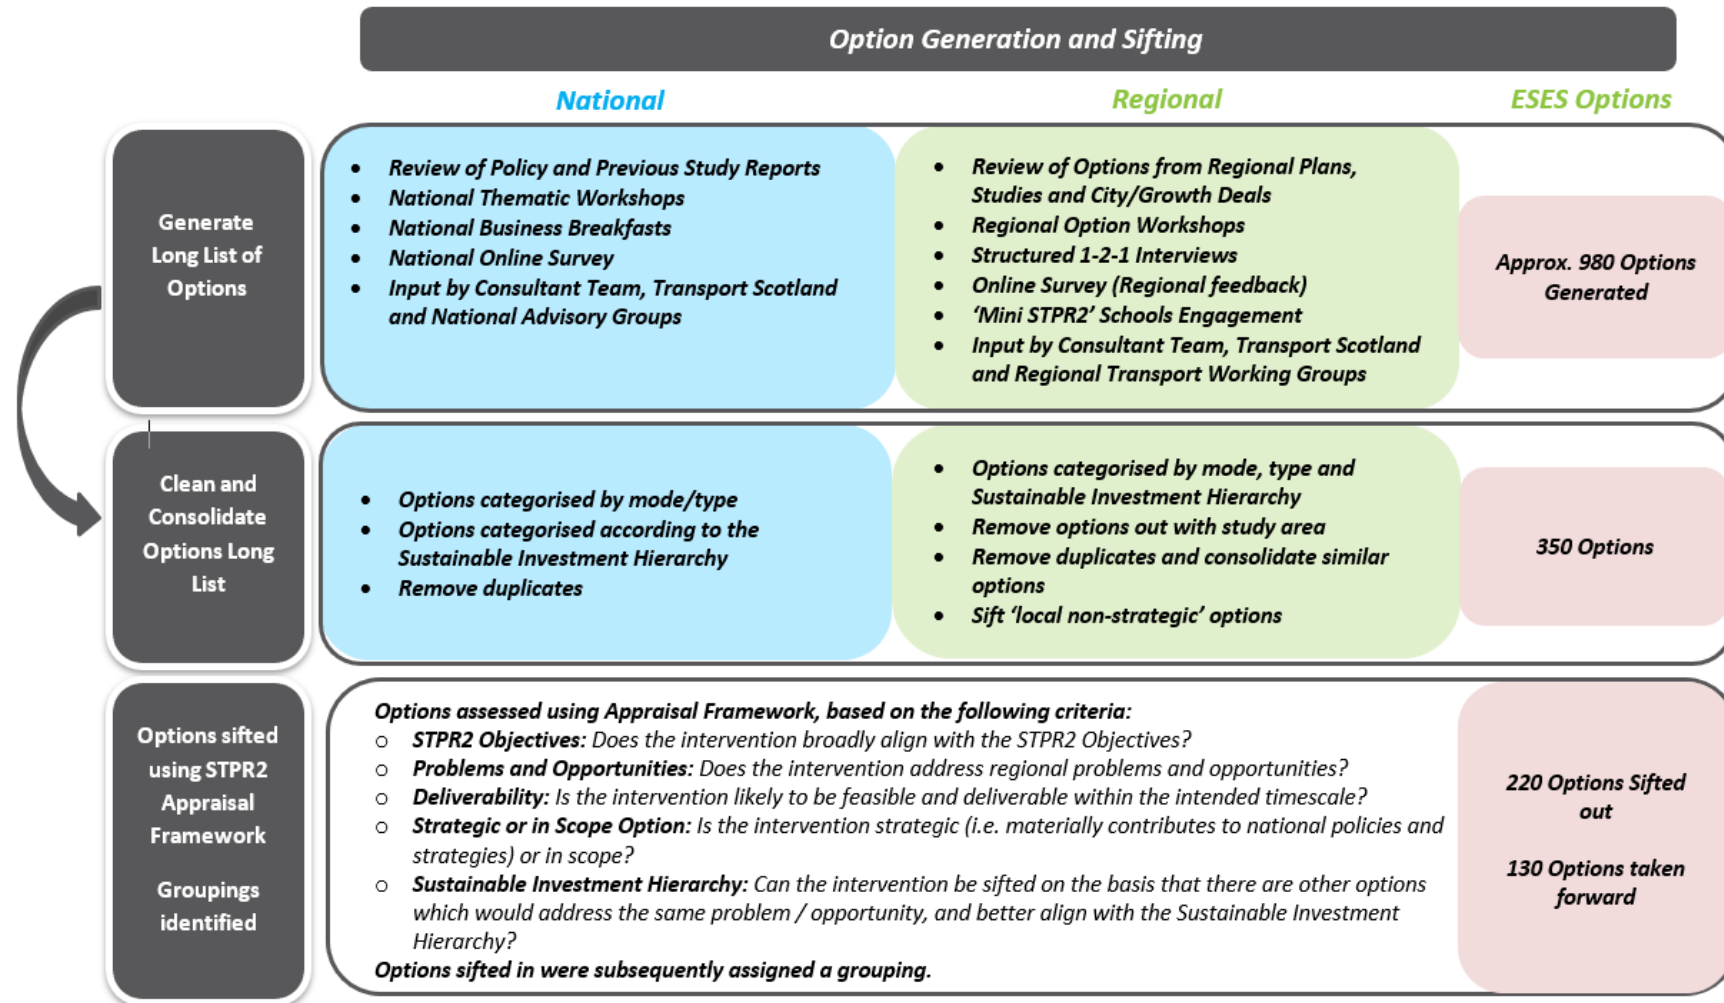 Option Generation and Sifting
National
Regional
ESES Options
Generate
Long List of
Options
• Review of Policy and Previous Study Reports
• National Thematic Workshops
• National Business Breakfasts
• National Online Survey
• Input by Consultant Team, Transport Scotland
and National Advisory Groups
• Review of Options from Regional Plans,
Studies and City/Growth Deals
• Regional Option Workshops
• Structured 1-2-1 Interviews
• Online Survey (Regional feedback)
• ‘Mini STPR2’ Schools Engagement
• Input by Consultant Team, Transport Scotland
and Regional Transport Working Groups
Approx. 980 Options
Generated
Clean and
Consolidate
Options Long
List
• Options categorised by mode/type
• Options categorised according to the
Sustainable Investment Hierarchy
• Remove duplicates
• Options categorised by mode, type and
Sustainable Investment Hierarchy
• Remove options out with study area
• Remove duplicates and consolidate similar
options
• Sift ‘local non-strategic’ options
350 Options
Options sifted
using STPR2
Appraisal
Framework
Groupings
identified
Options assessed using Appraisal Framework, based on the following criteria:
o STPR2 Objectives: Does the intervention broadly align with the STPR2 Objectives?
o Problems and Opportunities: Does the intervention address regional problems and opportunities?
o Deliverability: Is the intervention likely to be feasible and deliverable within the intended timescale?
o Strategic or in Scope Option: Is the intervention strategic (i.e. materially contributes to national policies and
strategies) or in scope?
o Sustainable Investment Hierarchy: Can the intervention be sifted on the basis that there are other options
which would address the same problem / opportunity, and better align with the Sustainable Investment
Hierarchy?
Options sifted in were subsequently assigned a grouping.
220 Options Sifted
out
130 Options taken
forward